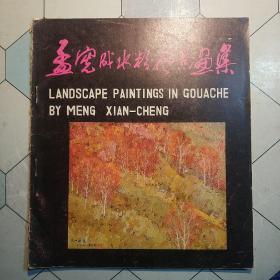 孟宪成水粉风景画集
LANDSCAPE PAINTINGS IN GOUACHE
BY MENG XIAN-CHENG